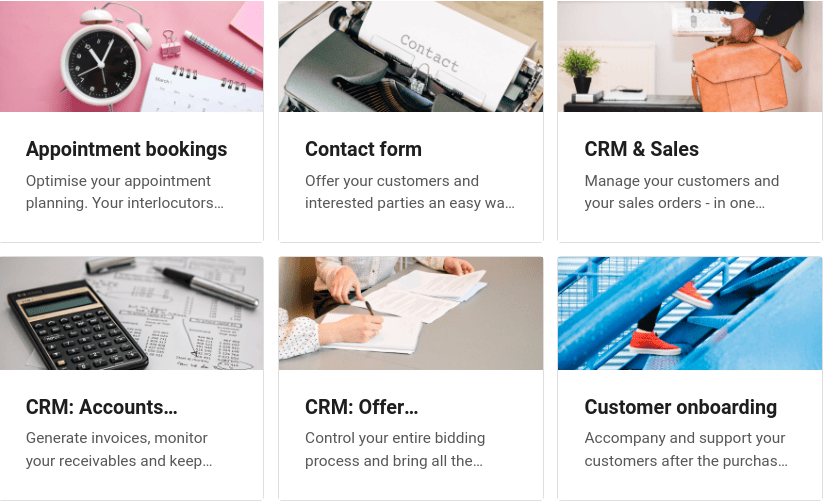 March
Contact
Appointment bookings
Optimise your appointment
planning. Your interlocutors…
Contact form
Offer your customers and
interested parties an easy wa…
CRM & Sales
Manage your customers and
your sales orders - in one…
CRM: Accounts…
Generate invoices, monitor
your receivables and keep…
CRM: Offer…
Control your entire bidding
process and bring all the…
Customer onboarding
Accompany and support your
customers after the purchas…